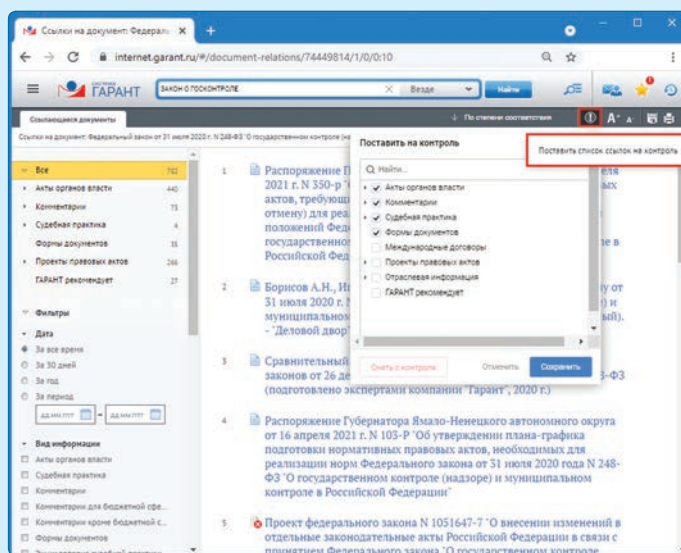 Ссылки на документ: Федераль
internet.garant.ru/#/document-relations/74449814/1/0/0:10
СИСТЕМА
ГАРАНТ
ЗАКОН О ГОСКОНТРОЛЕ
Везде
Найти
Ссылающиеся документы
По степени соответствия
Ссылки на документ: Федеральный закон от 31 июля 2020 г. N 248-ФЗ "О государственном контроле (на
Поставить список ссылок на контроль
Все
Акты органов власти 440
Комментарии
Судебная практика 4
Формы документов
Проекты правовых актов 266
ГАРАНТ рекомендует
Фильтры
Дата
За все время
За 30 дней
За год
За период
дд.мм.гггг - дд.мм.гггг
Вид информации
Акты органов власти
Судебная практика
Комментарии
Комментарии для бюджетной сфе...
Комментарии кроме бюджетной с...
Формы документов
Поставить на контроль
Найти...
Акты органов власти
Комментарии
Судебная практика
Формы документов
Международные договоры
Проекты правовых актов
Отраслевая информация
ГАРАНТ рекомендует
Снять с контроля
Отменить
Сохранить
1 Распоряжение П
2021 г. N 350-р "
актов, требующи
отмену) для реа
положений Феде
государственном
Российской Фед
2 Борисов А.Н., И
31 июля 2020 г. N
муниципальном
- "Деловой двор"
3 Сравнительный
законов от 26 де
(подготовлено экспертами компании "Гарант", 2020 г.)
4 Распоряжение Губернатора Ямало-Ненецкого автономного округа
от 16 апреля 2021 г. N 103-Р "Об утверждении плана-графика
подготовки нормативных правовых актов, необходимых для
реализации норм Федерального закона от 31 июля 2020 года N 248-
ФЗ "О государственном контроле (надзоре) и муниципальном
контроле в Российской Федерации"
5 Проект федерального закона N 1051647-7 "О внесении изменений в
отдельные законодательные акты Российской Федерации в связи с
принятием Федерального закона "О государственном контроле